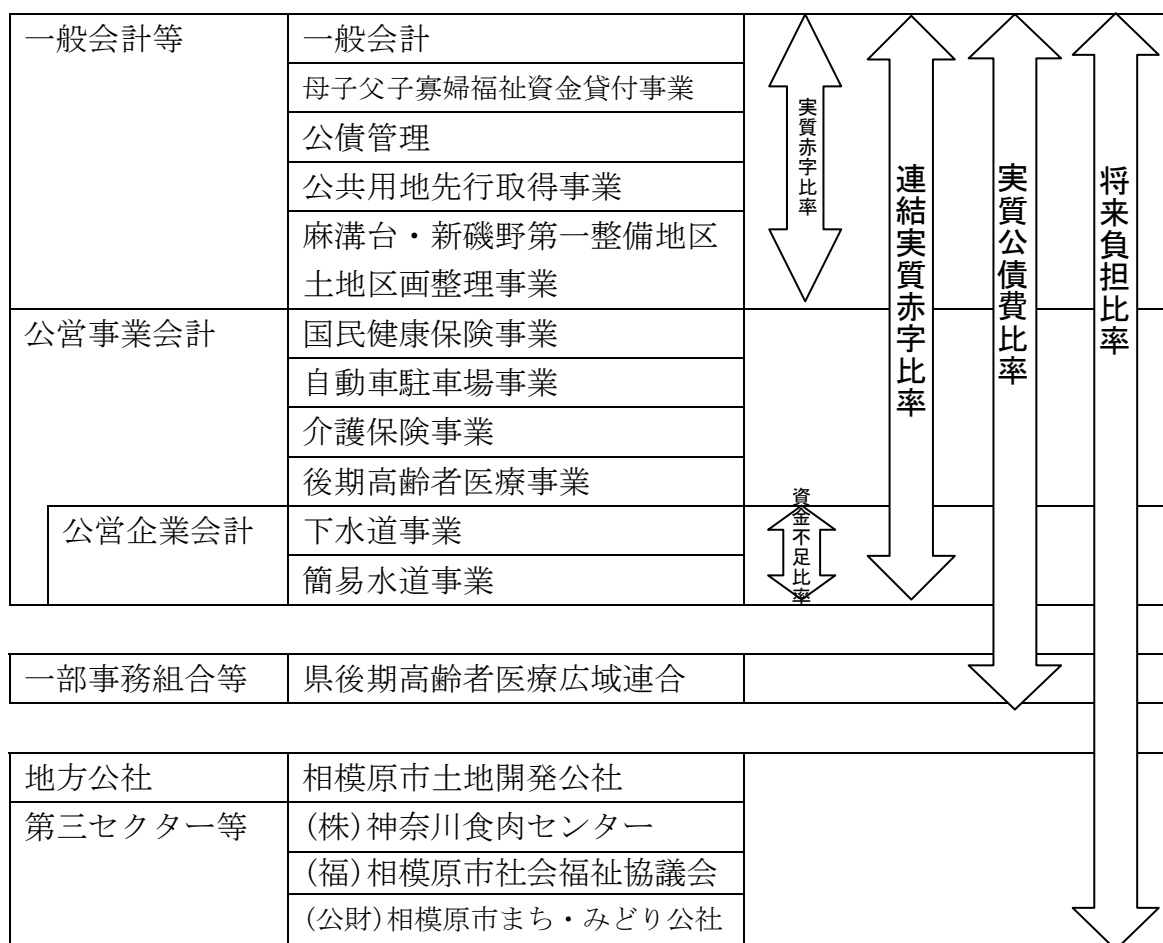 一般会計等
一般会計
母子父子寡婦福祉資金貸付事業
公債管理
公共用地先行取得事業
麻溝台・新磯野第一整備地区
土地区画整理事業
公営事業会計
国民健康保険事業
自動車駐車場事業
介護保険事業
後期高齢者医療事業
公営企業会計
下水道事業
簡易水道事業
実質赤字比率
資金不足比率
連結実質赤字比率
実質公債費比率
将来負担比率
一部事務組合等
県後期高齢者医療広域連合
地方公社
相模原市土地開発公社
第三セクター等
(株)神奈川食肉センター
(福)相模原市社会福祉協議会
(公財)相模原市まち・みどり公社